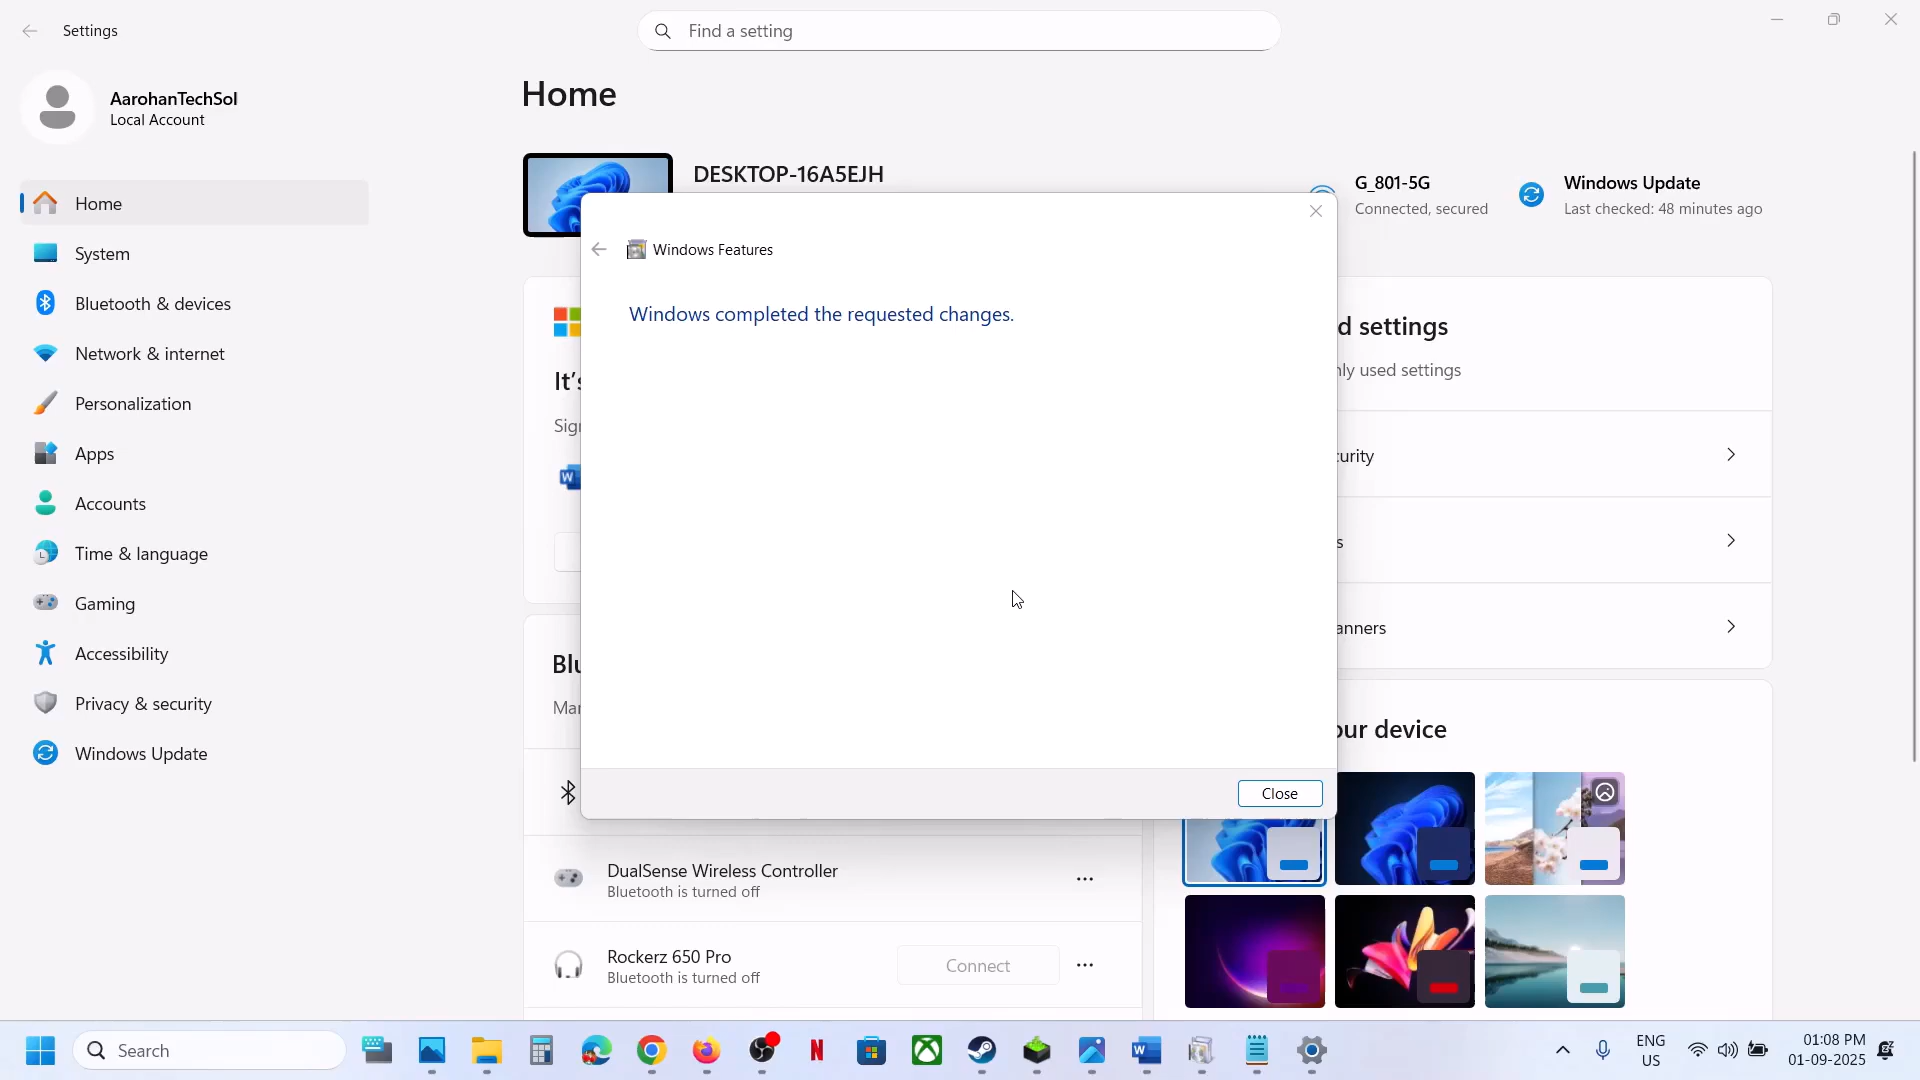 Settings
Find a setting
AarohanTechSol
Local Account
Home
System
Bluetooth & devices
Network & internet
Personalization
Apps
Accounts
Time & language
Gaming
Accessibility
Privacy & security
Windows Update
Home
DESKTOP-16A5EJH
G_801-5G
Connected, secured
Windows Update
Last checked: 48 minutes ago
Windows Features
Windows completed the requested changes.
Close
It's
Sign
Blu
Man
d settings
nly used settings
curity
s
anners
our device
DualSense Wireless Controller
Bluetooth is turned off
Rockerz 650 Pro
Bluetooth is turned off
Connect
Search
ENG
US
01:08 PM
01-09-2025